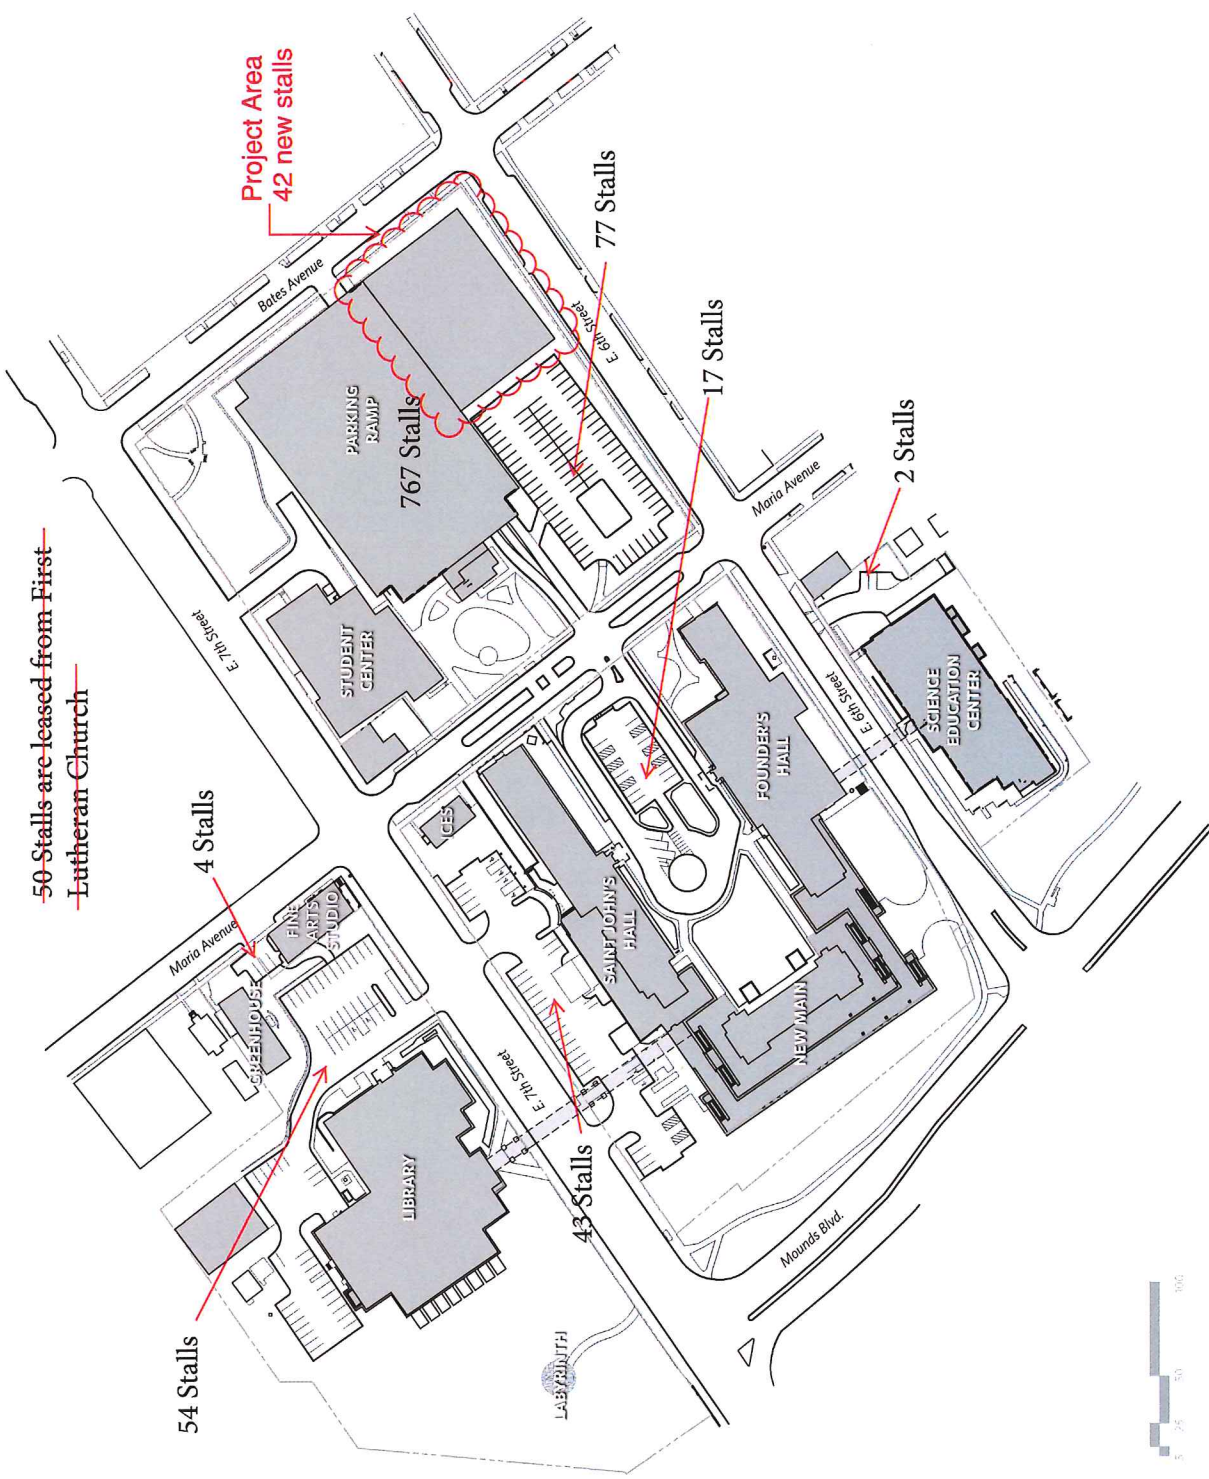 50 Stalls are leased from First
Lutheran Church
Project Area
42 new stalls
4 Stalls
54 Stalls
43 Stalls
767 Stalls
77 Stalls
17 Stalls
2 Stalls
Bates Avenue
E. 7th Street
E. 6th Street
Maria Avenue
Maria Avenue
E. 7th Street
E. 6th Street
Mounds Blvd.
PARKING
RAMP
STUDENT
CENTER
ICES
FINE
ARTS
STUDIO
GREENHOUSE
LIBRARY
SAINT JOHN'S
HALL
FOUNDER'S
HALL
NEW MAIN
SCIENCE
EDUCATION
CENTER
LABYRINTH
25
50
100